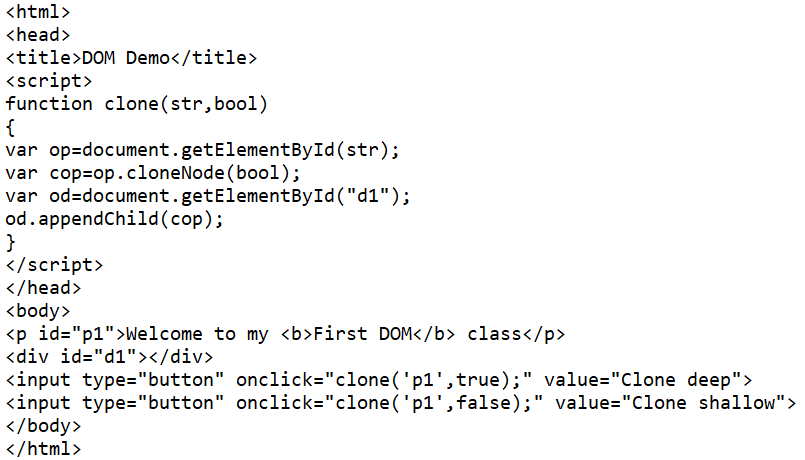 <html>
<head>
<title>DOM Demo</title>
<script>
function clone(str,bool)
{
var op=document.getElementById(str);
var cop=op.cloneNode(bool);
var od=document.getElementById("d1");
od.appendChild(cop);
}
</script>
</head>
<body>
<p id="p1">Welcome to my <b>First DOM</b> class</p>
<div id="d1"></div>
<input type="button" onclick="clone('p1',true);" value="Clone deep">
<input type="button" onclick="clone('p1',false);" value="Clone shallow">
</body>
</html>